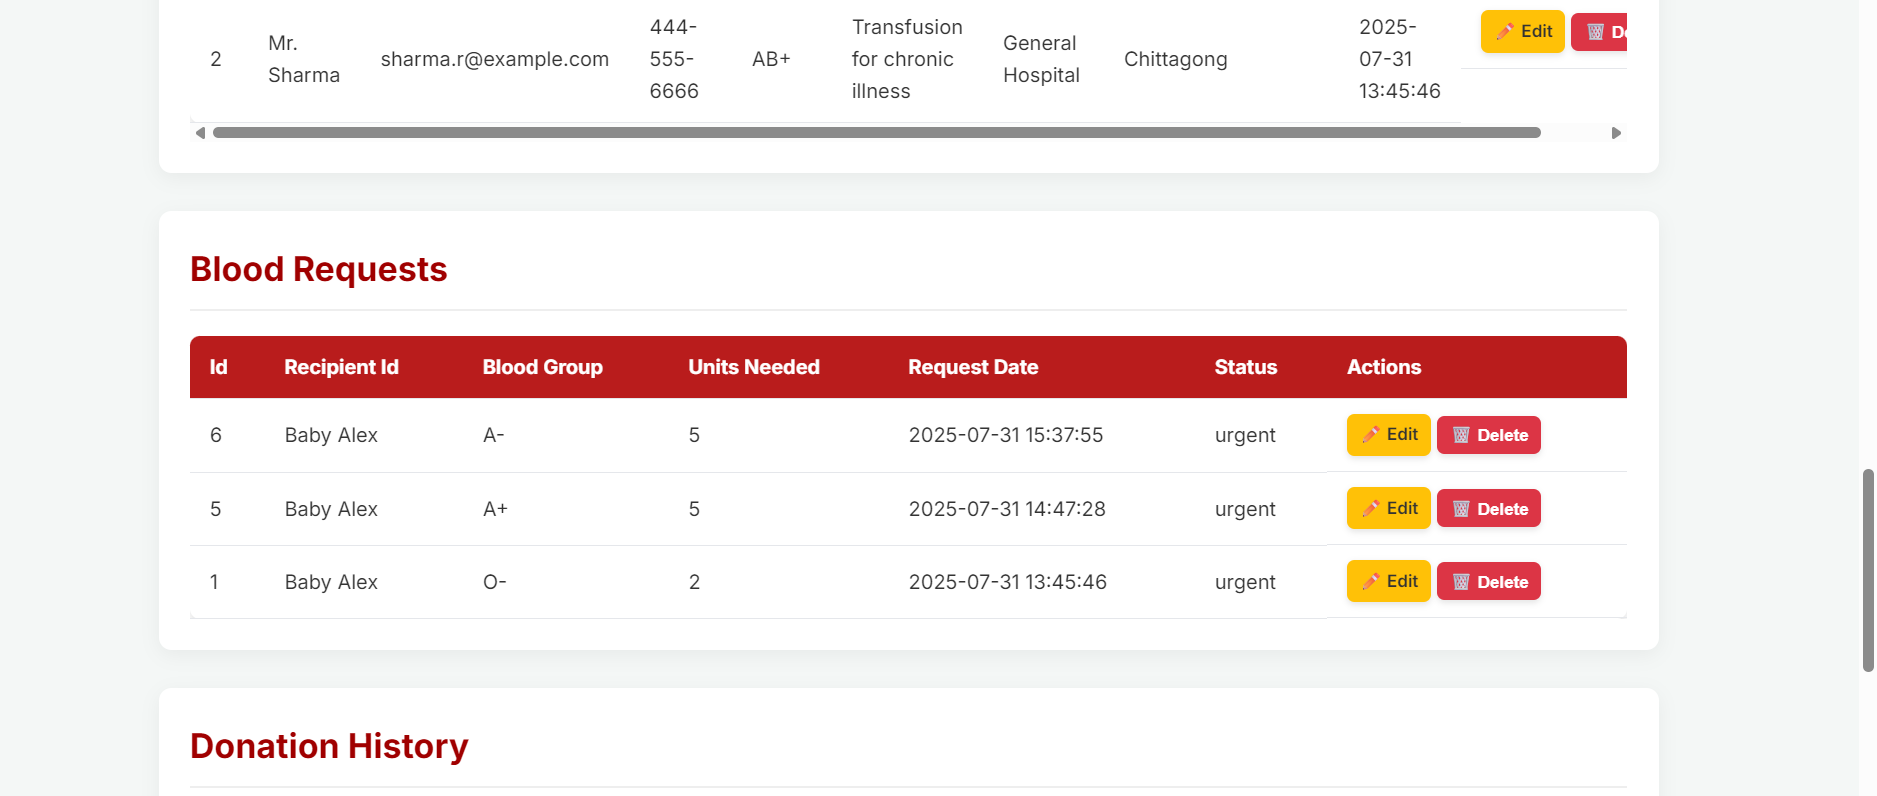 2 Mr. Sharma sharma.r@example.com 444-555-6666 AB+ Transfusion for chronic illness General Hospital Chittagong 2025-07-31 13:45:46 Edit
Blood Requests
Id Recipient Id Blood Group Units Needed Request Date Status Actions
6 Baby Alex A- 5 2025-07-31 15:37:55 urgent Edit Delete
5 Baby Alex A+ 5 2025-07-31 14:47:28 urgent Edit Delete
1 Baby Alex O- 2 2025-07-31 13:45:46 urgent Edit Delete
Donation History